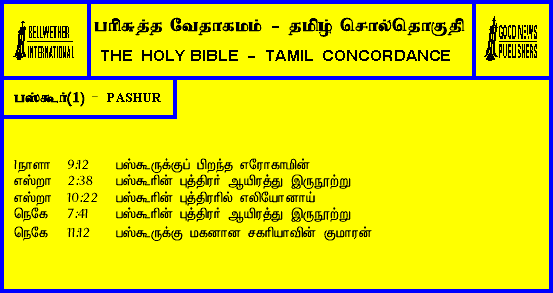 BELLWETHER INTERNATIONAL
பரிசுத்த வேதாகமம் - தமிழ் சொல்தொகுதி
THE HOLY BIBLE - TAMIL CONCORDANCE
GOOD NEWS PUBLISHERS
பஸ்கூர்(1) - PASHUR
1நாளா 9:12 பஸ்கூருக்குப் பிறந்த எரோகாமின்
எஸ்றா 2:38 பஸ்கூரின் புத்திரர் ஆயிரத்து இருநூற்று
எஸ்றா 10:22 பஸ்கூரின் புத்திரரில் எலியோனாய்
நெகே 7:41 பஸ்கூரின் புத்திரர் ஆயிரத்து இருநூற்று
நெகே 11:12 பஸ்கூருக்கு மகனான சகரியாவின் குமாரன்